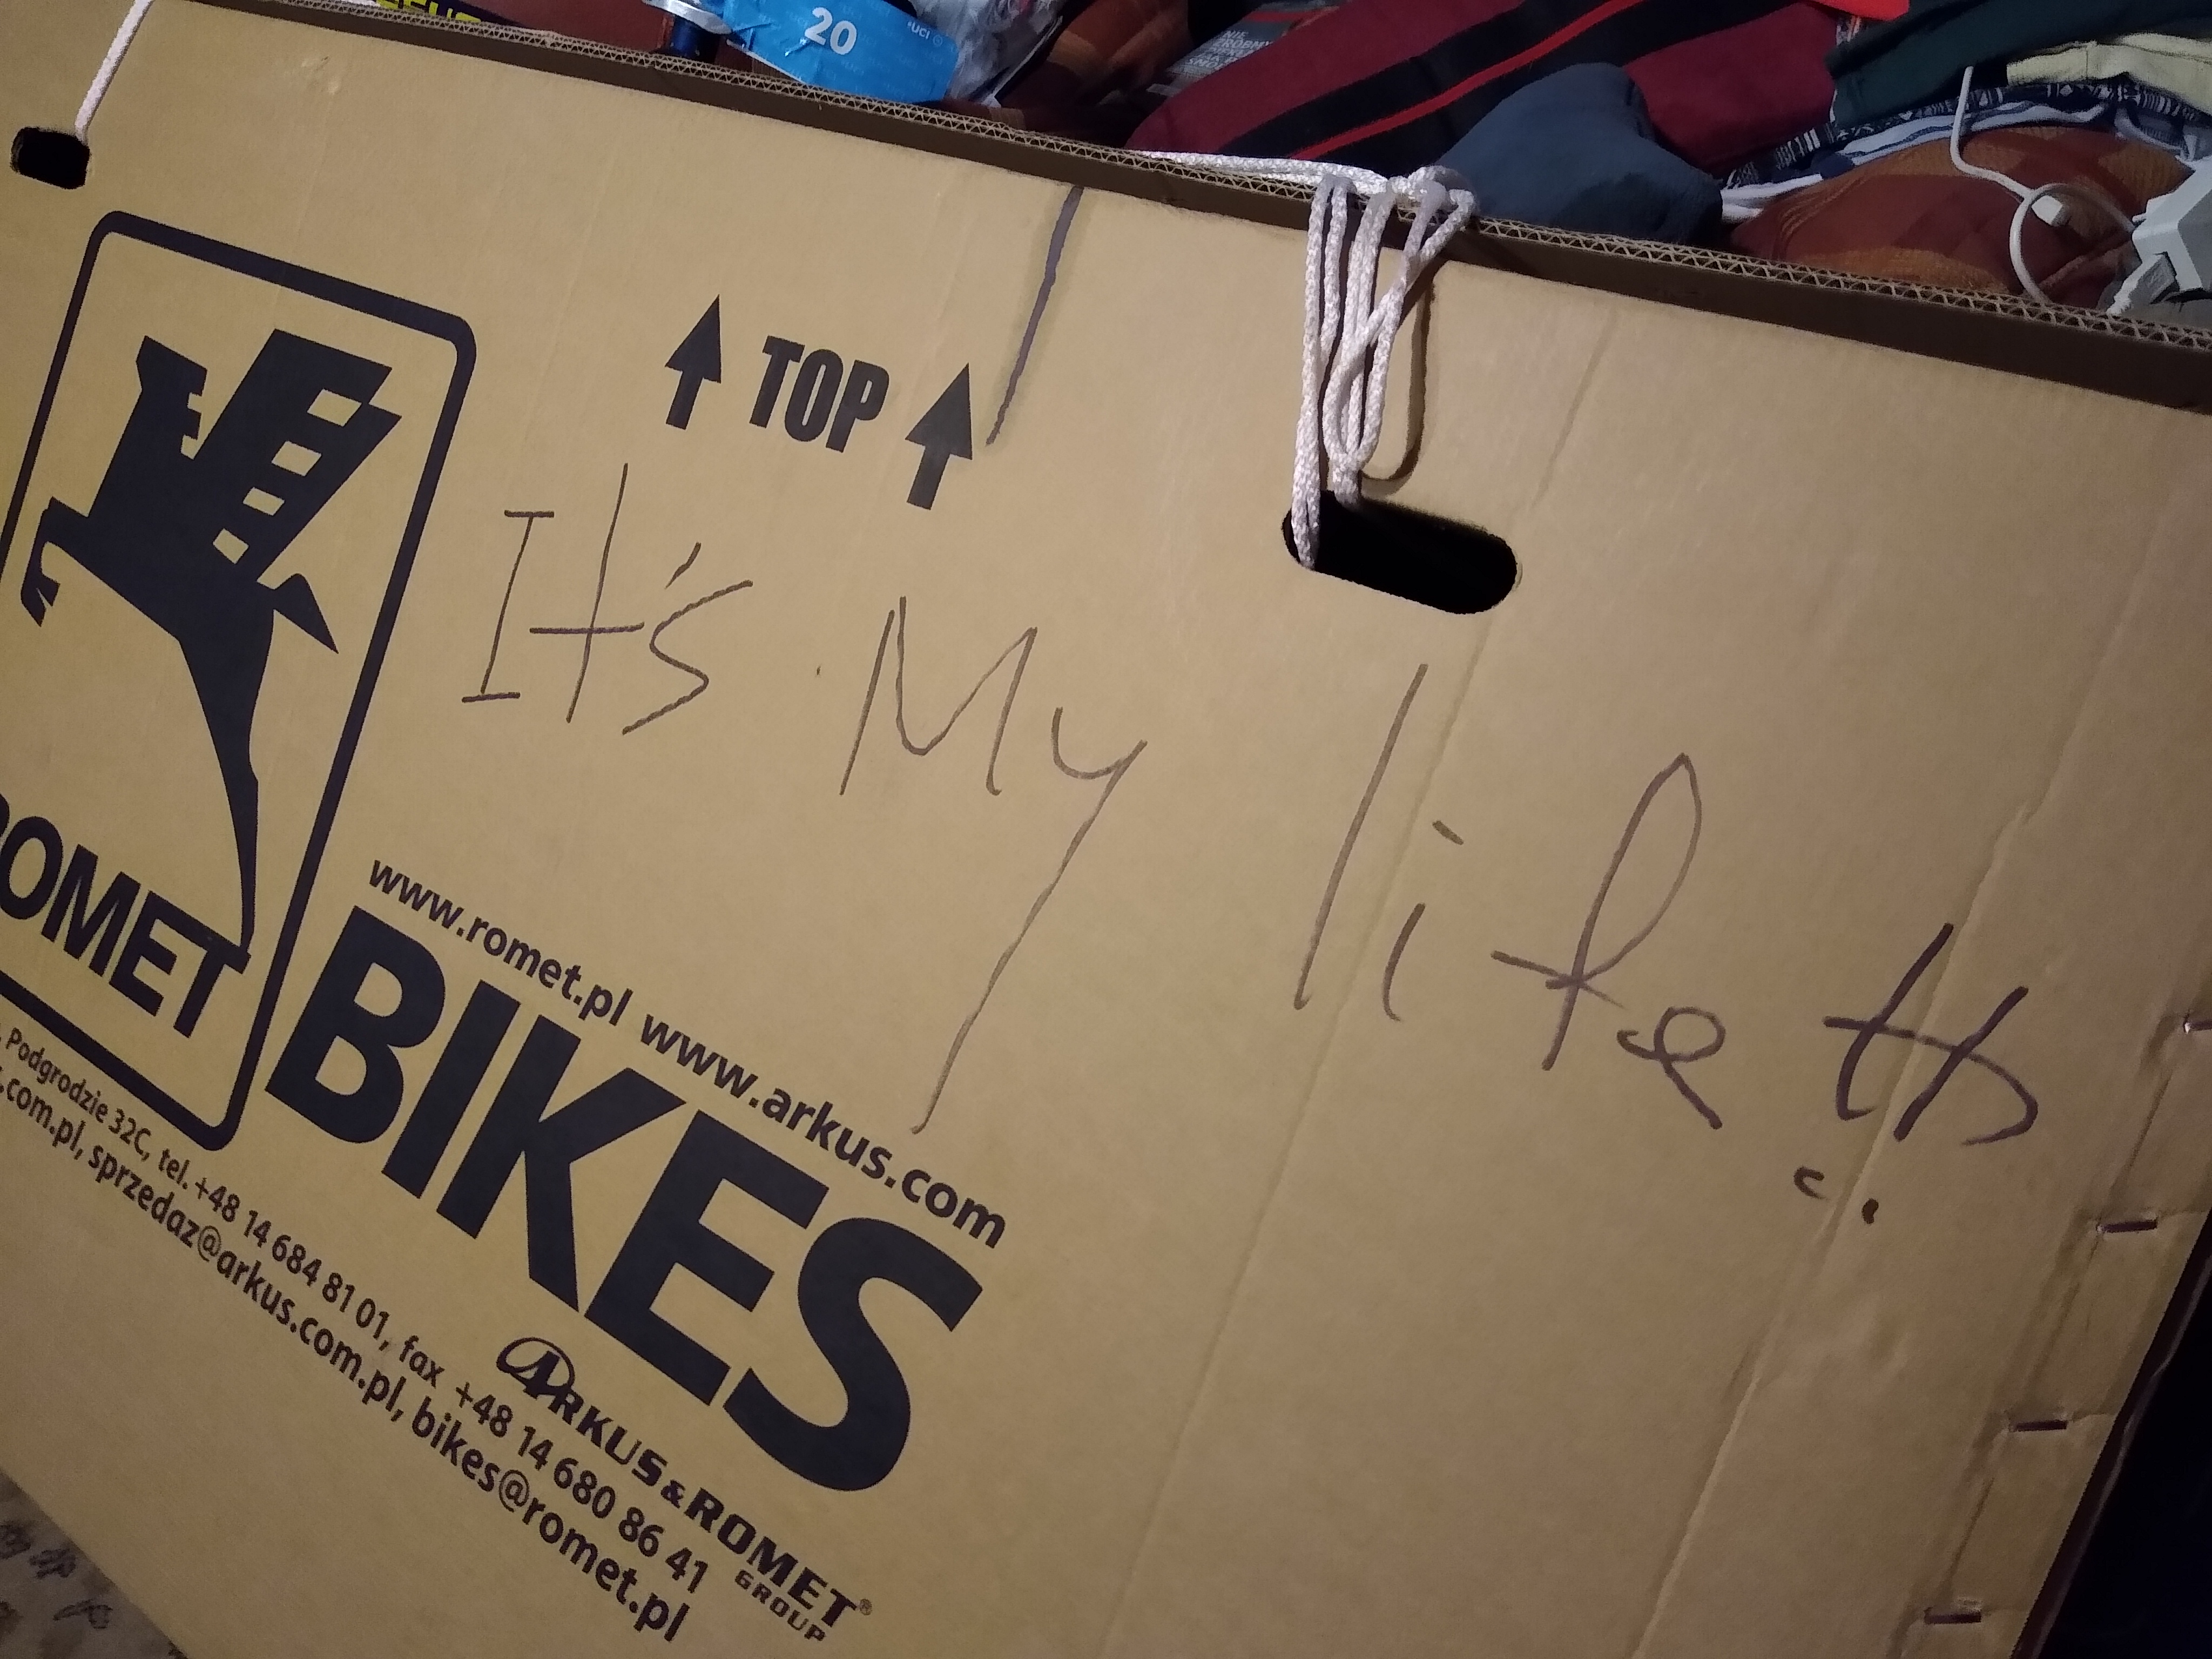 20
UCI
TOP
It's My life!!
ROMET
www.romet.pl www.arkus.com
BIKES
ARKUS & ROMET
GROUP
Podgrodzie 32C, tel. +48 14 684 81 01, fax +48 14 680 86 41
.com.pl, sprzedaz@arkus.com.pl, bikes@romet.pl